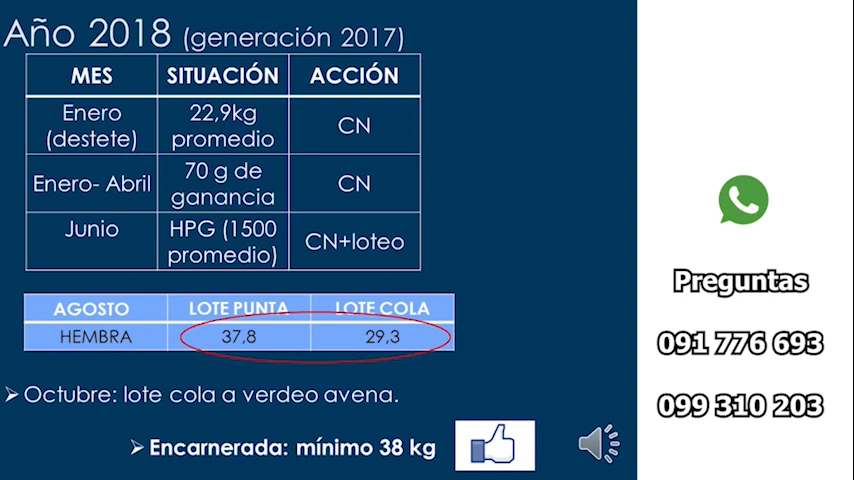 Año 2018 (generación 2017)
MES SITUACIÓN ACCIÓN
Enero (destete) 22,9kg promedio CN
Enero- Abril 70 g de ganancia CN
Junio HPG (1500 promedio) CN+loteo
AGOSTO LOTE PUNTA LOTE COLA
HEMBRA 37,8 29,3
Octubre: lote cola a verdeo avena.
Encarnerada: mínimo 38 kg
Preguntas
091 776 693
099 310 203